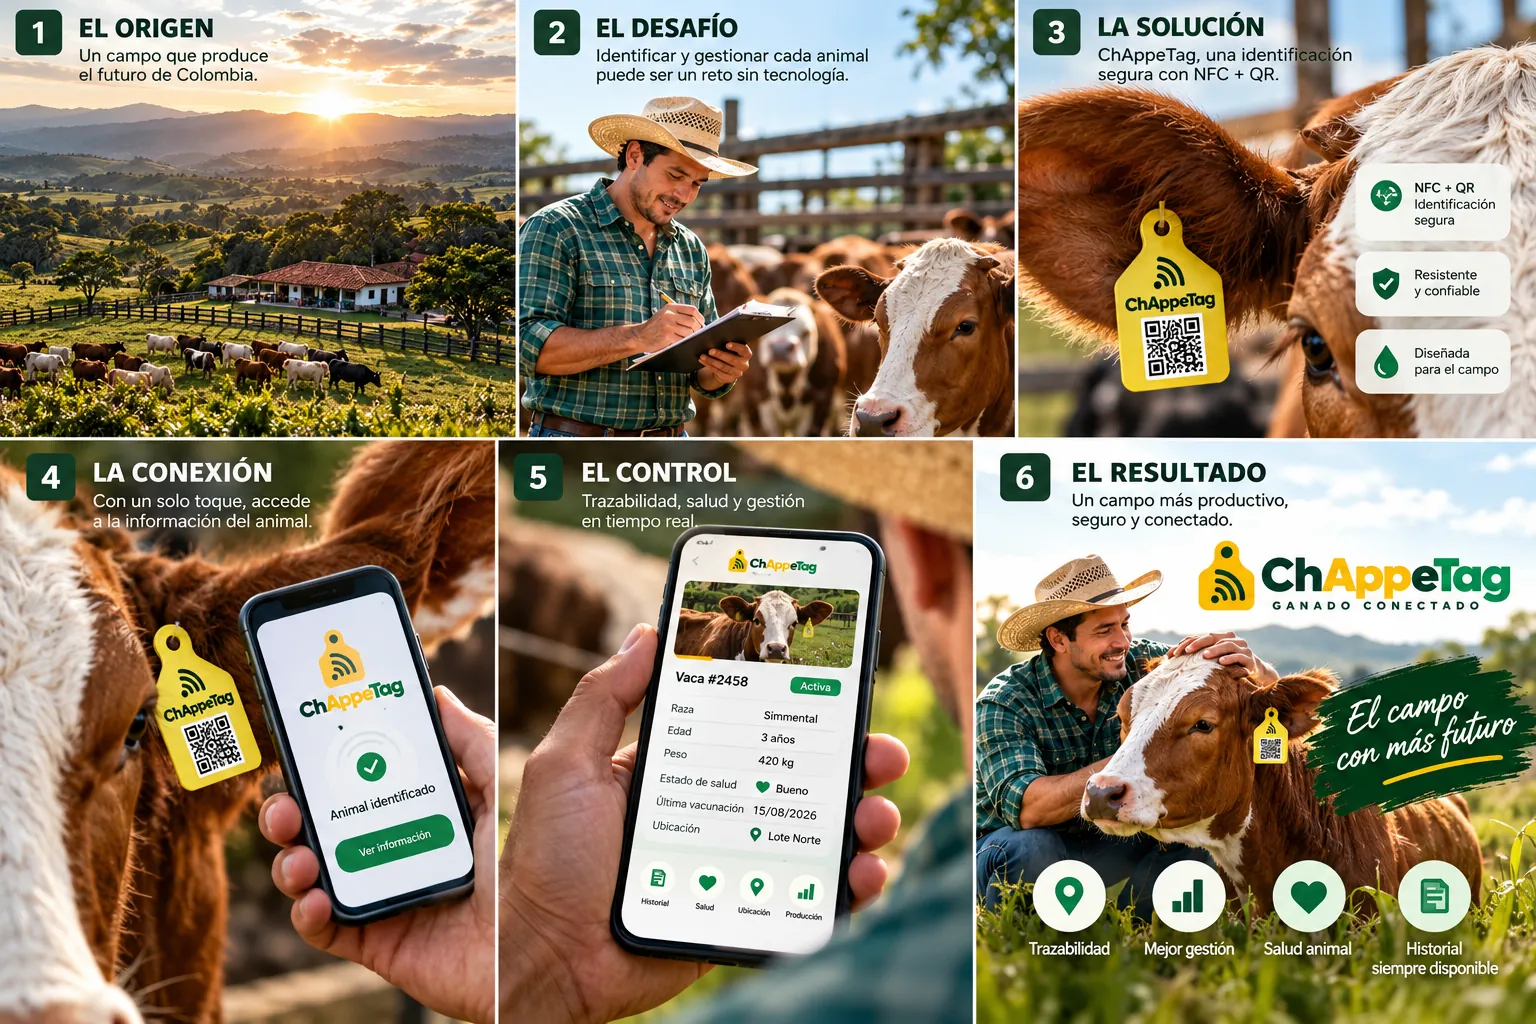 1 EL ORIGEN
Un campo que produce
el futuro de Colombia.
2 EL DESAFÍO
Identificar y gestionar cada animal
puede ser un reto sin tecnología.
3 LA SOLUCIÓN
ChAppeTag, una identificación
segura con NFC + QR.
ChAppeTag
NFC + QR
Identificación
segura
Resistente
y confiable
Diseñada
para el campo
4 LA CONEXIÓN
Con un solo toque, accede
a la información del animal.
ChAppeTag
ChAppeTag
Animal identificado
Ver información
5 EL CONTROL
Trazabilidad, salud y gestión
en tiempo real.
ChAppeTag
Vaca #2458 Activa
Raza Simmental
Edad 3 años
Peso 420 kg
Estado de salud Bueno
Última vacunación 15/08/2026
Ubicación Lote Norte
Historial Salud Ubicación Producción
6 EL RESULTADO
Un campo más productivo,
seguro y conectado.
ChAppeTag
GANADO CONECTADO
El campo
con más futuro
Trazabilidad Mejor gestión Salud animal Historial
siempre disponible